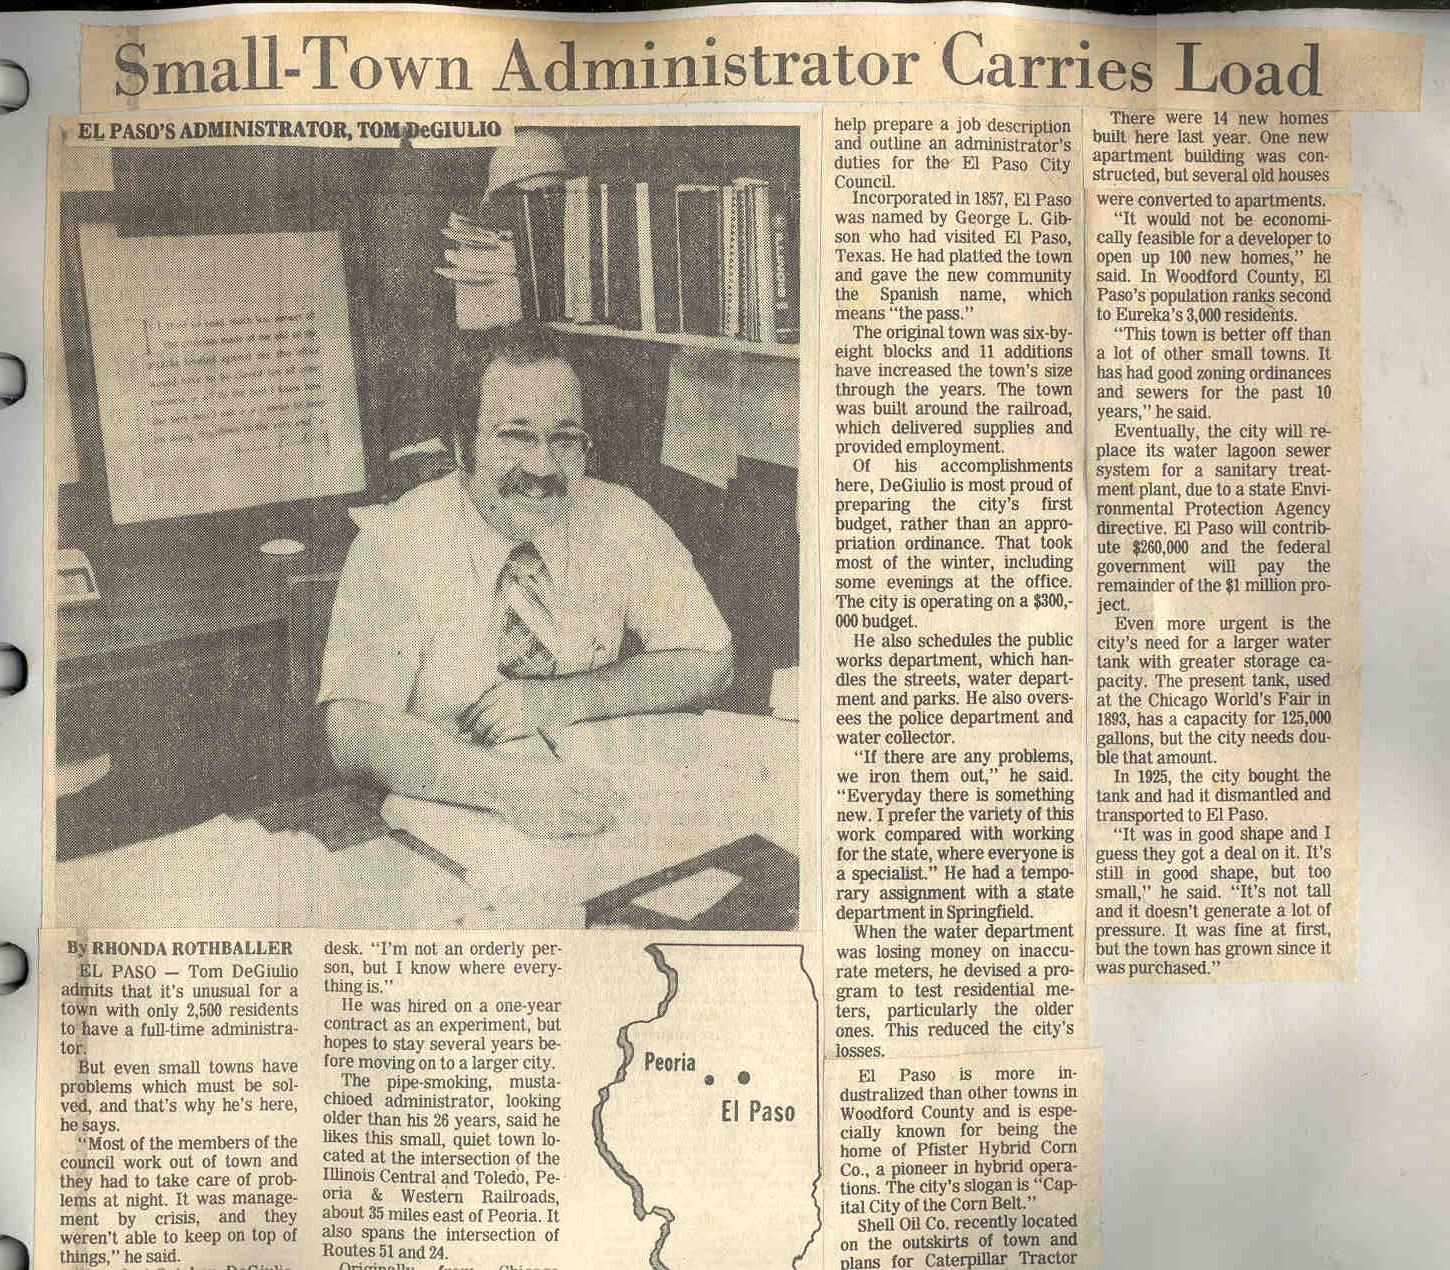 Small-Town Administrator Carries Load
EL PASO'S ADMINISTRATOR, TOM DeGIULIO
By RHONDA ROTHBALLER
EL PASO — Tom DeGiulio
admits that it's unusual for a
town with only 2,500 residents
to have a full-time administra-
tor.
But even small towns have
problems which must be sol-
ved, and that's why he's here,
he says.
"Most of the members of the
council work out of town and
they had to take care of prob-
lems at night. It was manage-
ment by crisis, and they
weren't able to keep on top of
things," he said.
DeGiulio
desk. "I'm not an orderly per-
son, but I know where every-
thing is."
He was hired on a one-year
contract as an experiment, but
hopes to stay several years be-
fore moving on to a larger city.
The pipe-smoking, musta-
chioed administrator, looking
older than his 26 years, said he
likes this small, quiet town lo-
cated at the intersection of the
Illinois Central and Toledo, Pe-
oria & Western Railroads,
about 35 miles east of Peoria. It
also spans the intersection of
Routes 51 and 24.
Originally from Chicago
Peoria
El Paso
help prepare a job description
and outline an administrator's
duties for the El Paso City
Council.
Incorporated in 1857, El Paso
was named by George L. Gib-
son who had visited El Paso,
Texas. He had platted the town
and gave the new community
the Spanish name, which
means "the pass."
The original town was six-by-
eight blocks and 11 additions
have increased the town's size
through the years. The town
was built around the railroad,
which delivered supplies and
provided employment.
Of his accomplishments
here, DeGiulio is most proud of
preparing the city's first
budget, rather than an appro-
priation ordinance. That took
most of the winter, including
some evenings at the office.
The city is operating on a $300,-
000 budget.
He also schedules the public
works department, which han-
dles the streets, water depart-
ment and parks. He also overs-
ees the police department and
water collector.
"If there are any problems,
we iron them out," he said.
"Everyday there is something
new. I prefer the variety of this
work compared with working
for the state, where everyone is
a specialist." He had a tempo-
rary assignment with a state
department in Springfield.
When the water department
was losing money on inaccu-
rate meters, he devised a pro-
gram to test residential me-
ters, particularly the older
ones. This reduced the city's
losses.
El Paso is more in-
dustralized than other towns in
Woodford County and is espe-
cially known for being the
home of Pfister Hybrid Corn
Co., a pioneer in hybrid opera-
tions. The city's slogan is "Cap-
ital City of the Corn Belt."
Shell Oil Co. recently located
on the outskirts of town and
plans for Caterpillar Tractor
There were 14 new homes
built here last year. One new
apartment building was con-
structed, but several old houses
were converted to apartments.
"It would not be economi-
cally feasible for a developer to
open up 100 new homes," he
said. In Woodford County, El
Paso's population ranks second
to Eureka's 3,000 residents.
"This town is better off than
a lot of other small towns. It
has had good zoning ordinances
and sewers for the past 10
years," he said.
Eventually, the city will re-
place its water lagoon sewer
system for a sanitary treat-
ment plant, due to a state Envi-
ronmental Protection Agency
directive. El Paso will contrib-
ute $260,000 and the federal
government will pay the
remainder of the $1 million pro-
ject.
Even more urgent is the
city's need for a larger water
tank with greater storage ca-
pacity. The present tank, used
at the Chicago World's Fair in
1893, has a capacity for 125,000
gallons, but the city needs dou-
ble that amount.
In 1925, the city bought the
tank and had it dismantled and
transported to El Paso.
"It was in good shape and I
guess they got a deal on it. It's
still in good shape, but too
small," he said. "It's not tall
and it doesn't generate a lot of
pressure. It was fine at first,
but the town has grown since it
was purchased."